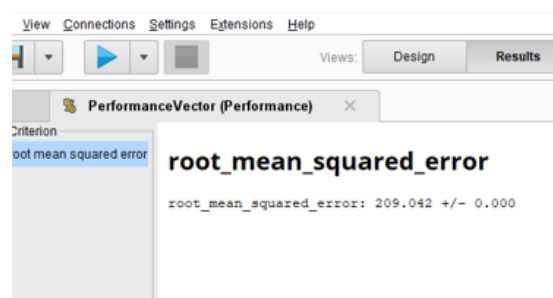 View Connections Settings Extensions Help
Views: Design Results
PerformanceVector (Performance)
Criterion
root mean squared error
root_mean_squared_error
root_mean_squared_error: 209.042 +/- 0.000